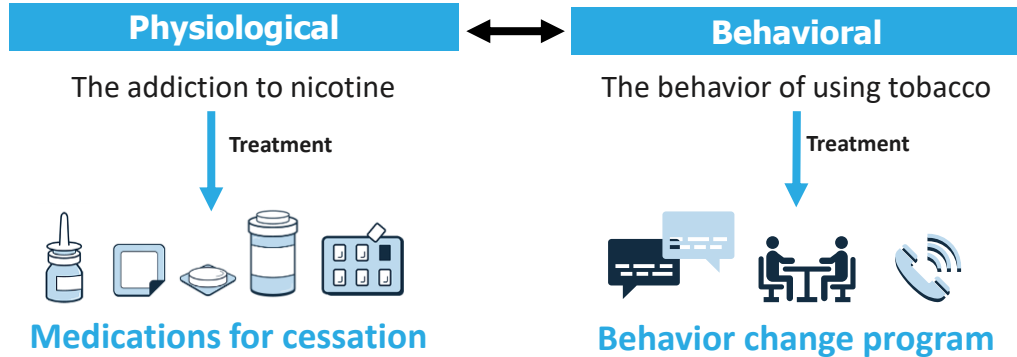 Physiological
Behavioral
The addiction to nicotine
The behavior of using tobacco
Treatment
Treatment
Medications for cessation
Behavior change program